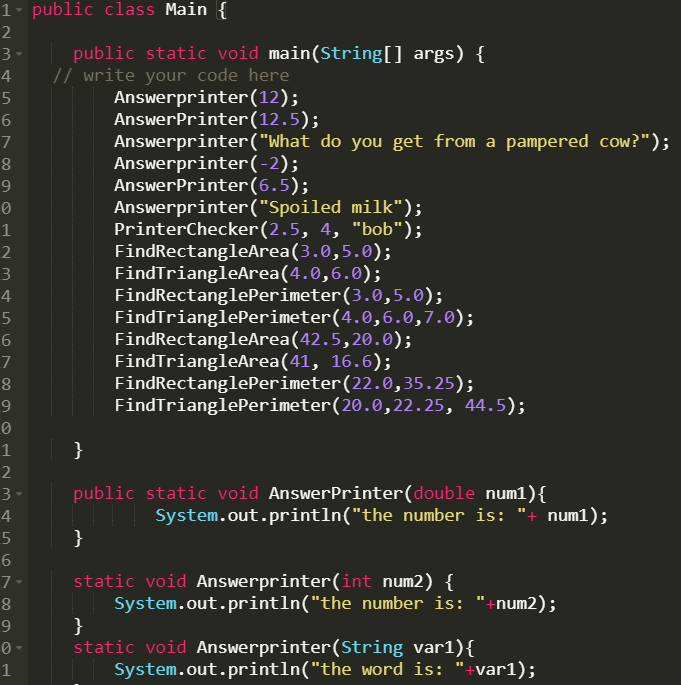 1 public class Main {
2
3 public static void main(String[] args) {
4 // write your code here
5 Answerprinter(12);
6 AnswerPrinter(12.5);
7 Answerprinter("What do you get from a pampered cow?");
8 Answerprinter(-2);
9 AnswerPrinter(6.5);
0 Answerprinter("Spoiled milk");
1 PrinterChecker(2.5, 4, "bob");
2 FindRectangleArea(3.0,5.0);
3 FindTriangleArea(4.0,6.0);
4 FindRectanglePerimeter(3.0,5.0);
5 FindTrianglePerimeter(4.0,6.0,7.0);
6 FindRectangleArea(42.5,20.0);
7 FindTriangleArea(41, 16.6);
8 FindRectanglePerimeter(22.0,35.25);
9 FindTrianglePerimeter(20.0,22.25, 44.5);
0
1 }
2
3 public static void AnswerPrinter(double num1){
4 System.out.println("the number is: "+ num1);
5 }
6
7 static void Answerprinter(int num2) {
8 System.out.println("the number is: "+num2);
9 }
0 static void Answerprinter(String var1){
1 System.out.println("the word is: "+var1);